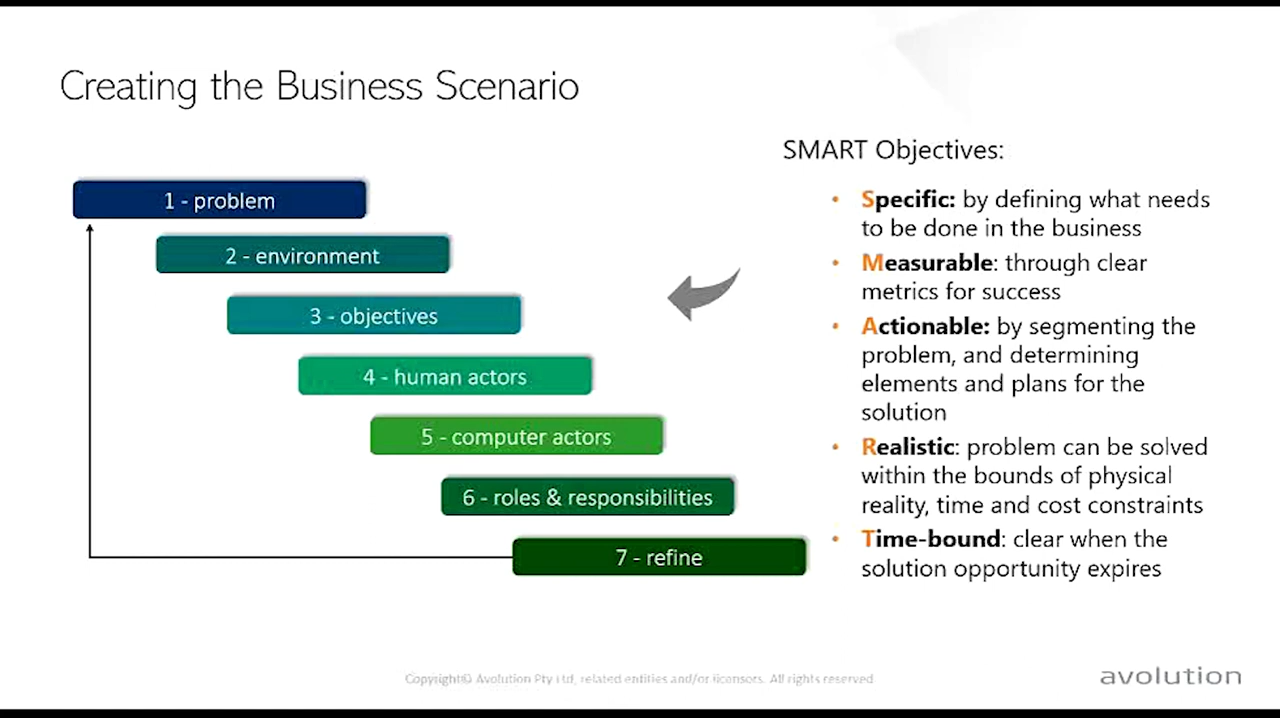 Creating the Business Scenario
1 - problem
2 - environment
3 - objectives
4 - human actors
5 - computer actors
6 - roles & responsibilities
7 - refine
SMART Objectives:
• Specific: by defining what needs
to be done in the business
• Measurable: through clear
metrics for success
• Actionable: by segmenting the
problem, and determining
elements and plans for the
solution
• Realistic: problem can be solved
within the bounds of physical
reality, time and cost constraints
• Time-bound: clear when the
solution opportunity expires
Copyright© Avolution Pty Ltd, related entities and/or licensors. All rights reserved
avolution